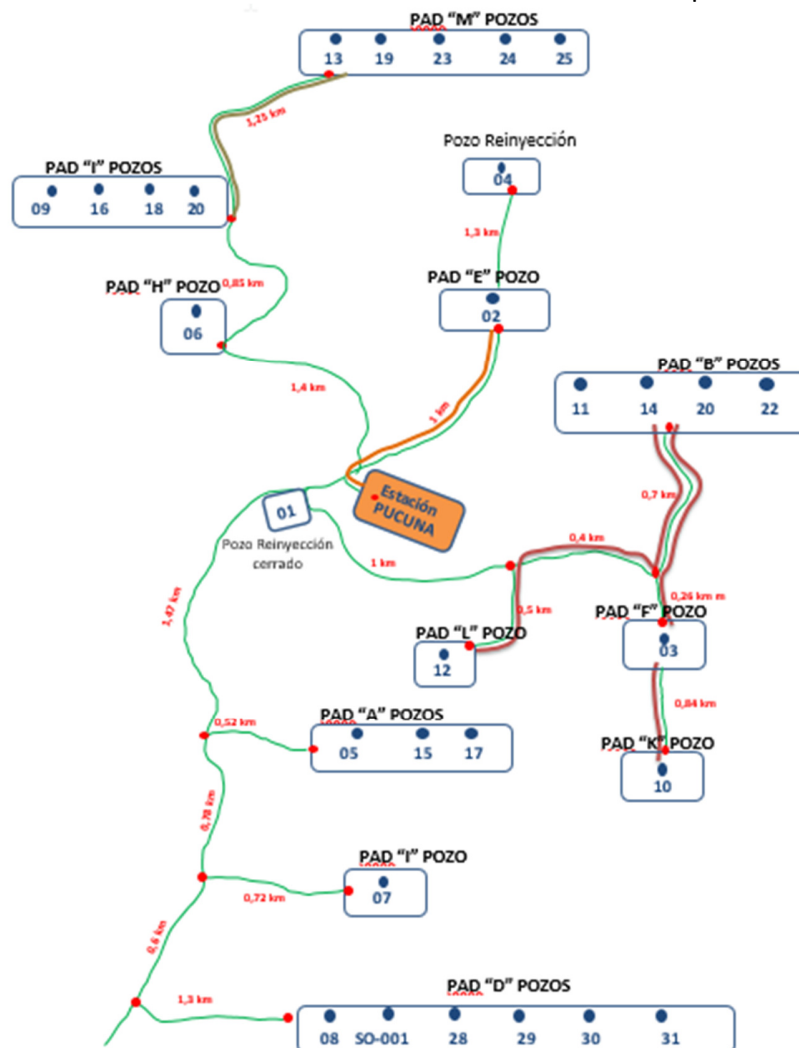 PAD “M” POZOS
13 19 23 24 25
1,25 km
Pozo Reinyección
04
PAD “I” POZOS
09 16 18 20
1,3 km
PAD “H” POZO
0,85 km
06
PAD “E” POZO
02
1,4 km
1 km
PAD “B” POZOS
11 14 20 22
Estación
PUCUNA
01
Pozo Reinyección
cerrado
0,7 km
0,4 km
1 km
0,5 km
0,26 km m
PAD “F” POZO
03
PAD “L” POZO
12
1,47 km
0,84 km
PAD “K” POZO
10
0,52 km
PAD “A” POZOS
05 15 17
0,78 km
PAD “I” POZO
07
0,72 km
0,6 km
PAD “D” POZOS
1,3 km
08 SO-001 28 29 30 31